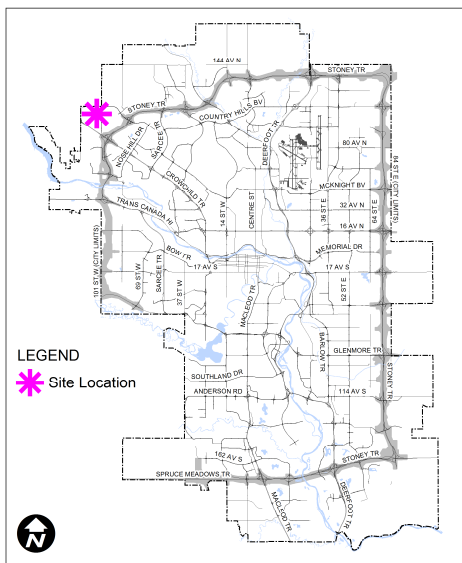 144 AV N
STONEY TR
STONEY TR
COUNTRY HILLS BV
NOSE HILL DR
SARCEE TR
DEERFOOT TR
80 AV N
CROWCHILD TR
MCKNIGHT BV
84 ST E (CITY LIMITS)
TRANS CANADA HI
14 ST W
CENTRE ST
36 ST E
32 AV N
64 ST E
16 AV N
BOW TR
MEMORIAL DR
17 AV S
17 AV S
101 ST W (CITY LIMITS)
69 ST W
SARCEE TR
37 ST W
MACLEOD TR
52 ST E
BARLOW TR
GLENMORE TR
LEGEND
Site Location
SOUTHLAND DR
ANDERSON RD
114 AV S
STONEY TR
162 AV S
STONEY TR
SPRUCE MEADOWS TR
MACLEOD TR
DEERFOOT TR
N